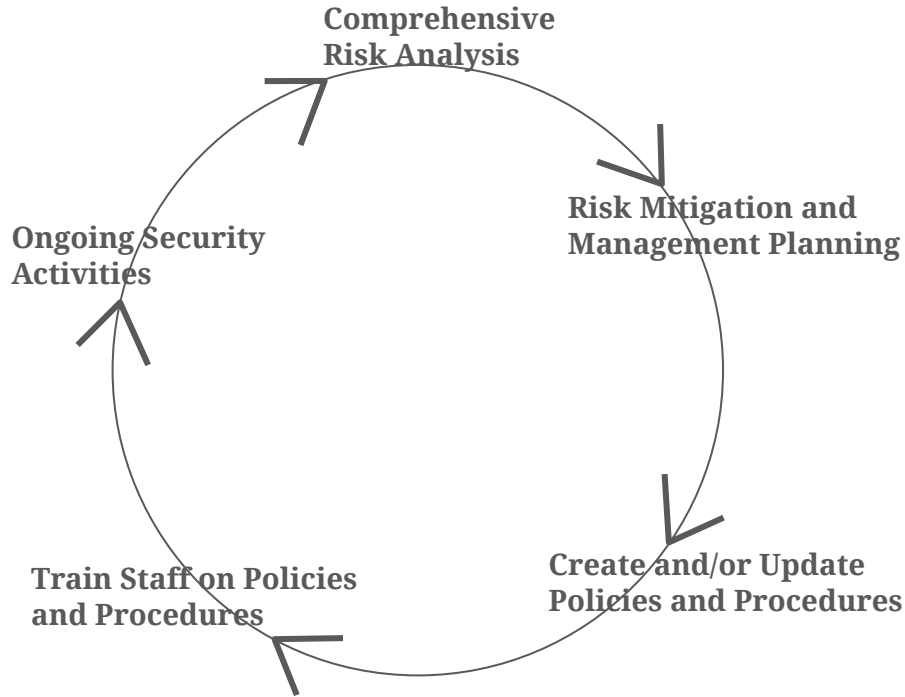 Comprehensive
Risk Analysis
Risk Mitigation and
Management Planning
Create and/or Update
Policies and Procedures
Train Staff on Policies
and Procedures
Ongoing Security
Activities